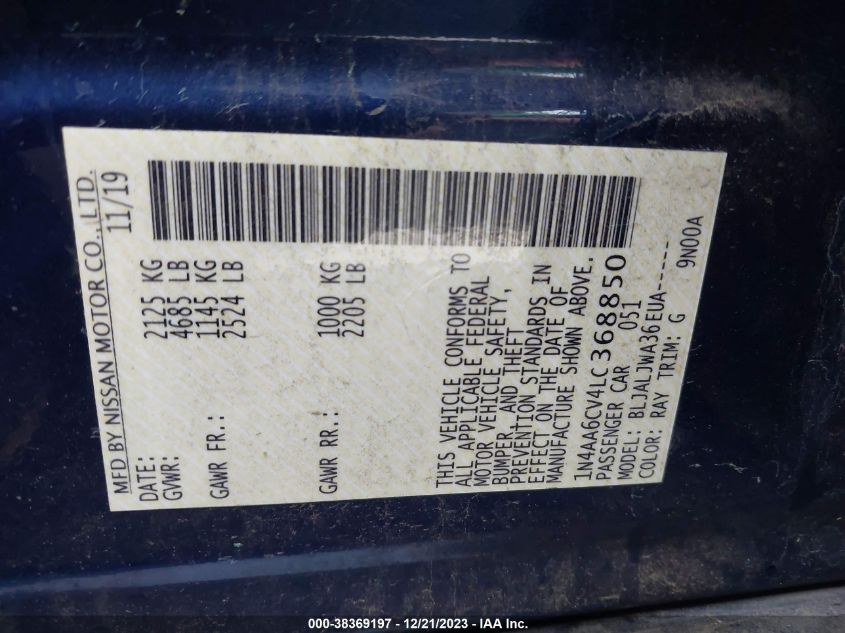 MFD BY NISSAN MOTOR CO.,LTD.
DATE: 11/19
GVWR: 2125 KG
4685 LB
GAWR FR.: 1145 KG
2524 LB
GAWR RR.: 1000 KG
2205 LB
THIS VEHICLE CONFORMS TO
ALL APPLICABLE FEDERAL
MOTOR VEHICLE SAFETY,
BUMPER, AND THEFT
PREVENTION STANDARDS IN
EFFECT ON THE DATE OF
MANUFACTURE SHOWN ABOVE.
1N4AA6CV4LC368850
PASSENGER CAR 051
MODEL: BLJALJWA36EUA-----
COLOR: RAY TRIM: G 9N00A
000-38369197 - 12/21/2023 - IAA Inc.